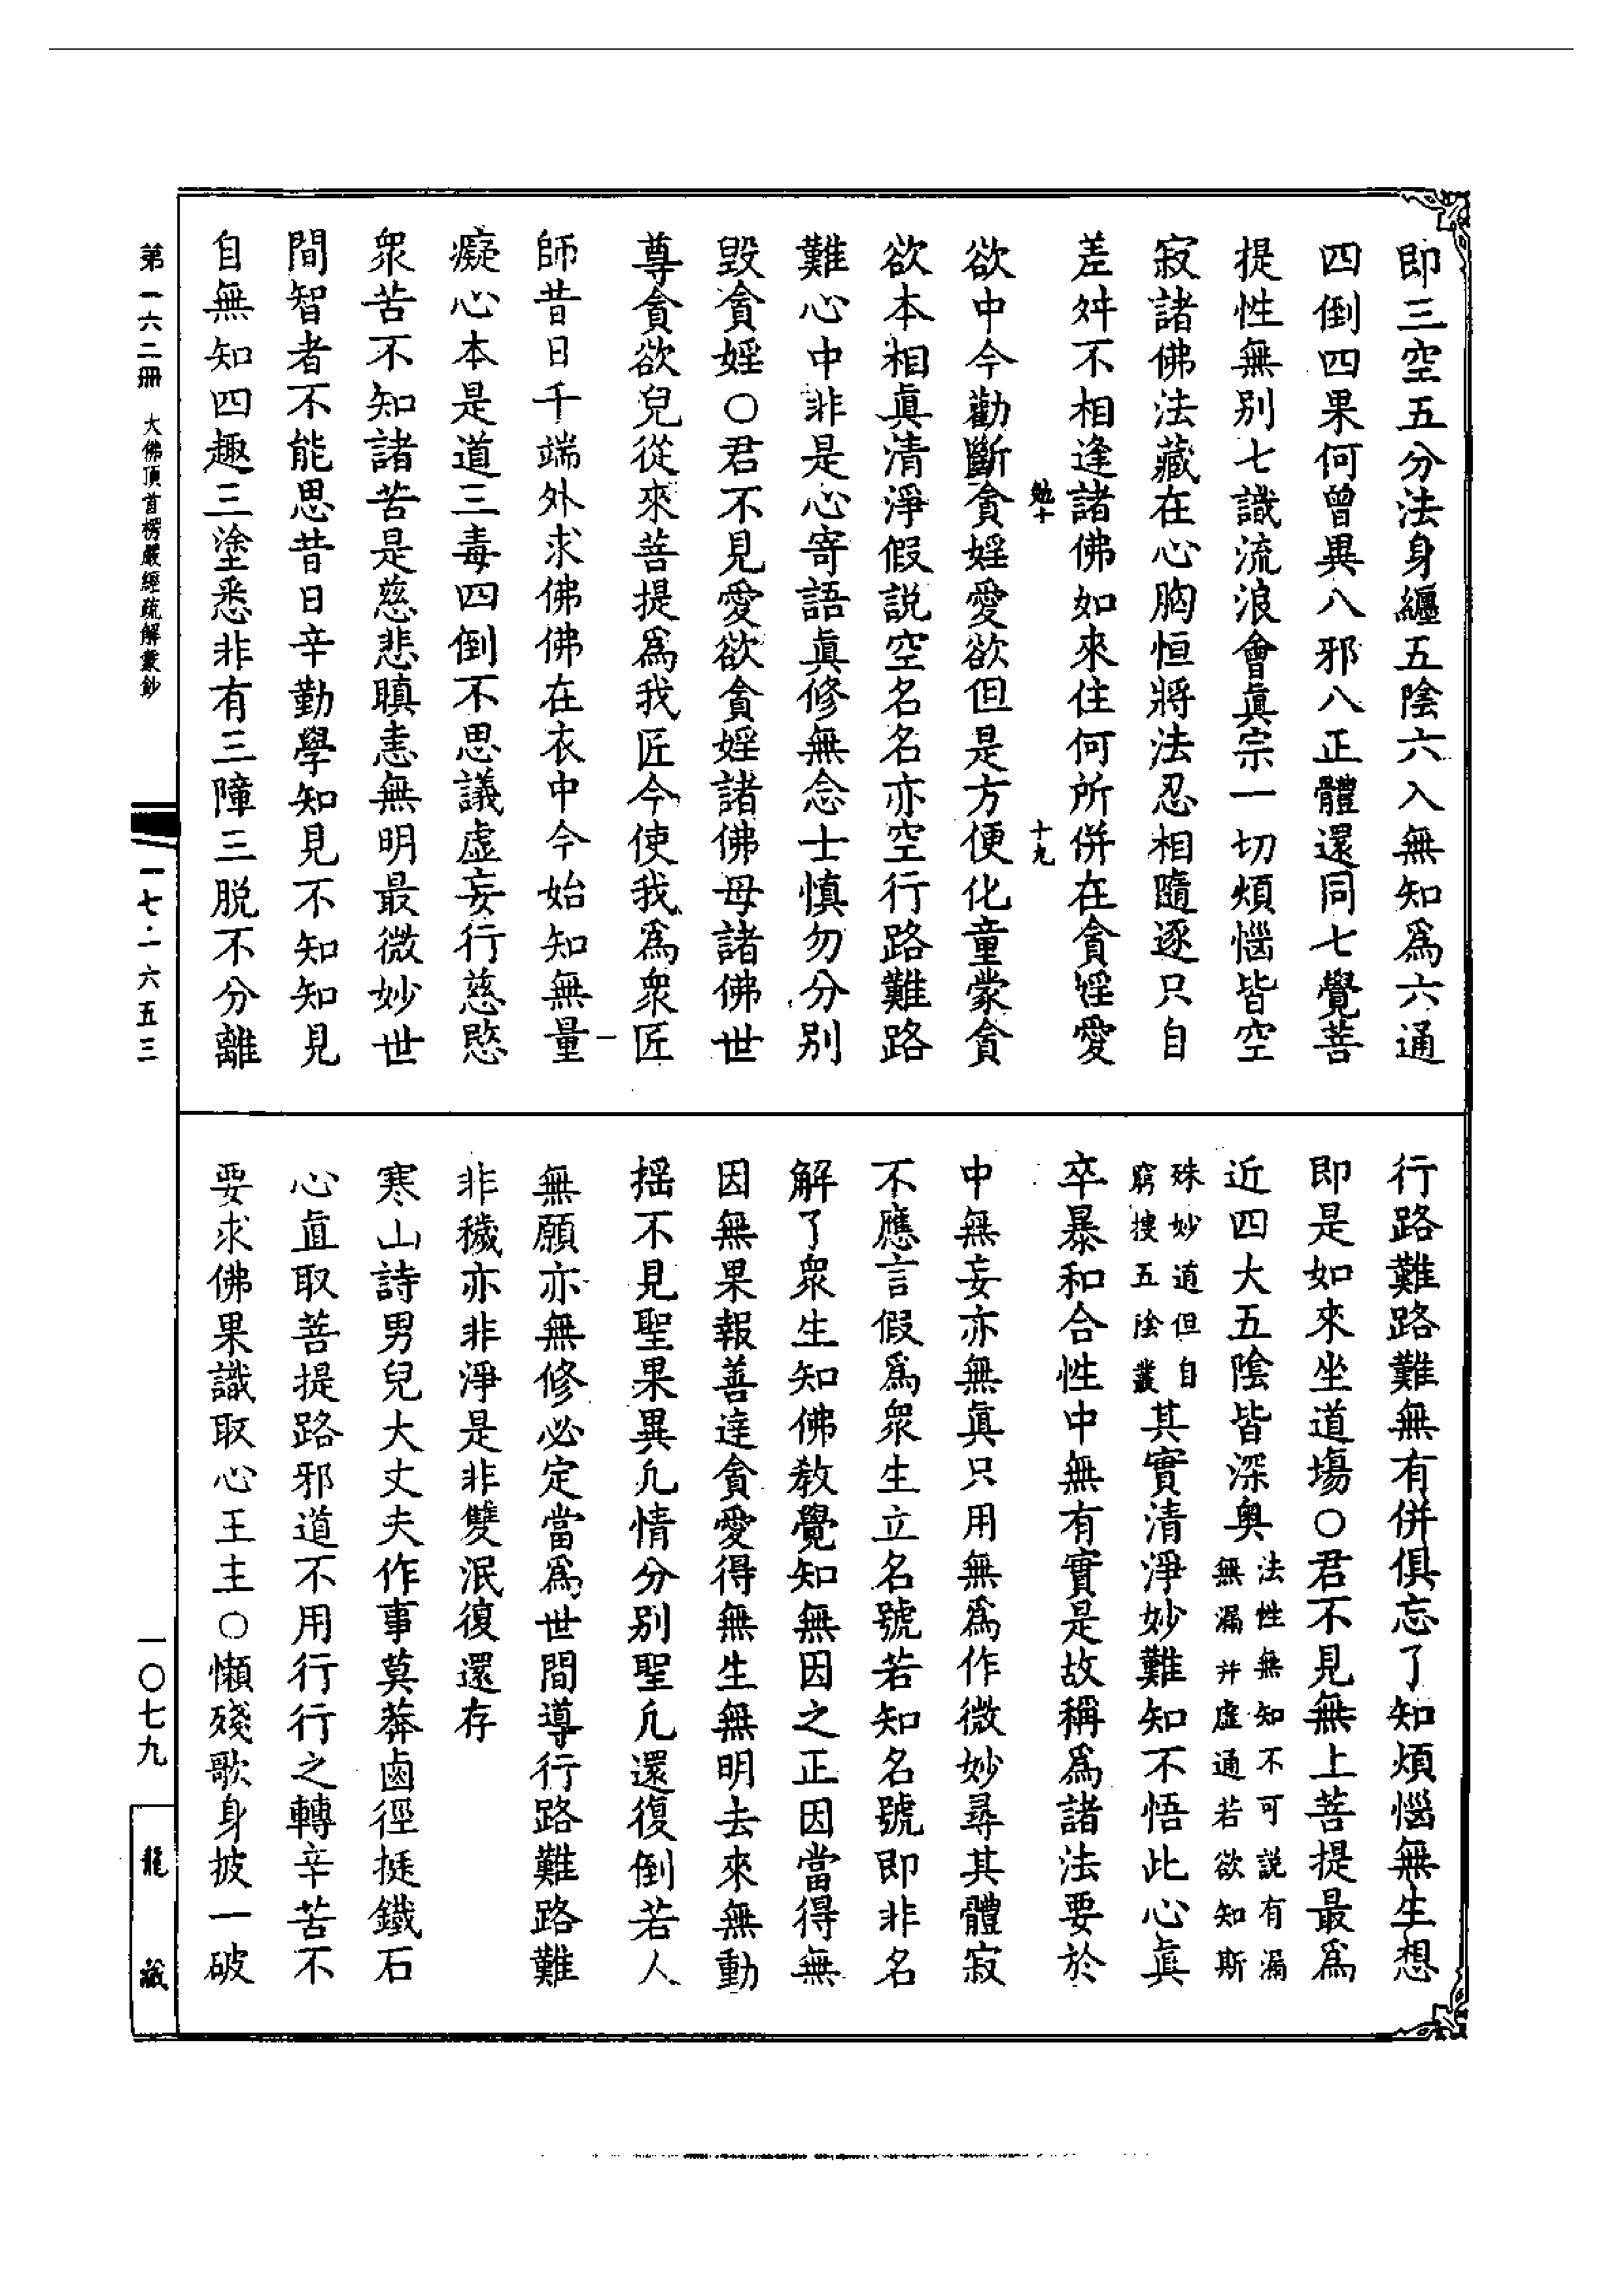 即三空五分法身纏五陰六入無知爲六通
四倒四果何曾異八邪八正體還同七覺菩
提性無別七識流浪會眞宗一切煩惱皆空
寂諸佛法藏在心胸恒將法忍相隨逐只自
差舛不相逢諸佛如來住何所併在貪婬愛
勉十
十九
欲中今勸斷貪婬愛欲但是方便化童蒙貪
欲本相眞清淨假説空名名亦空行路難路
難心中非是心寄語眞修無念士慎勿分別
毀貪婬○君不見愛欲貪婬諸佛母諸佛世
尊貪欲兒從來菩提爲我匠今使我爲衆匠
師昔日千端外求佛佛在衣中今始知無量
癡心本是道三毒四倒不思議虛妄行慈愍
衆苦不知諸苦是慈悲瞋恚無明最微妙世
間智者不能思昔日辛勤學知見不知知見
自無知四趣三塗悉非有三障三脱不分離
行路難路難無有併俱忘了知煩惱無生想
即是如來坐道場○君不見無上菩提最爲
近四大五陰皆深奧法性無知不可説有漏
無漏并虛通若欲知斯
殊妙道但自
窮捜五陰叢其實清淨妙難知不悟此心眞
卒暴和合性中無有實是故稱爲諸法要於
中無妄亦無眞只用無爲作微妙尋其體寂
不應言假爲衆生立名號若知名號即非名
解了衆生知佛教覺知無因之正因當得無
因無果報善達貪愛得無生無明去來無動
揺不見聖果異凡情分別聖凡還復倒若人
無願亦無修必定當爲世間導行路難路難
非穢亦非淨是非雙泯復還存
寒山詩男兒大丈夫作事莫莽鹵徑挺鐵石
心直取菩提路邪道不用行行之轉辛苦不
要求佛果識取心王主○懶殘歌身披一破
第一六二冊 大佛頂首楞嚴經疏解蒙鈔
一七·一六五三
一〇七九
龍藏